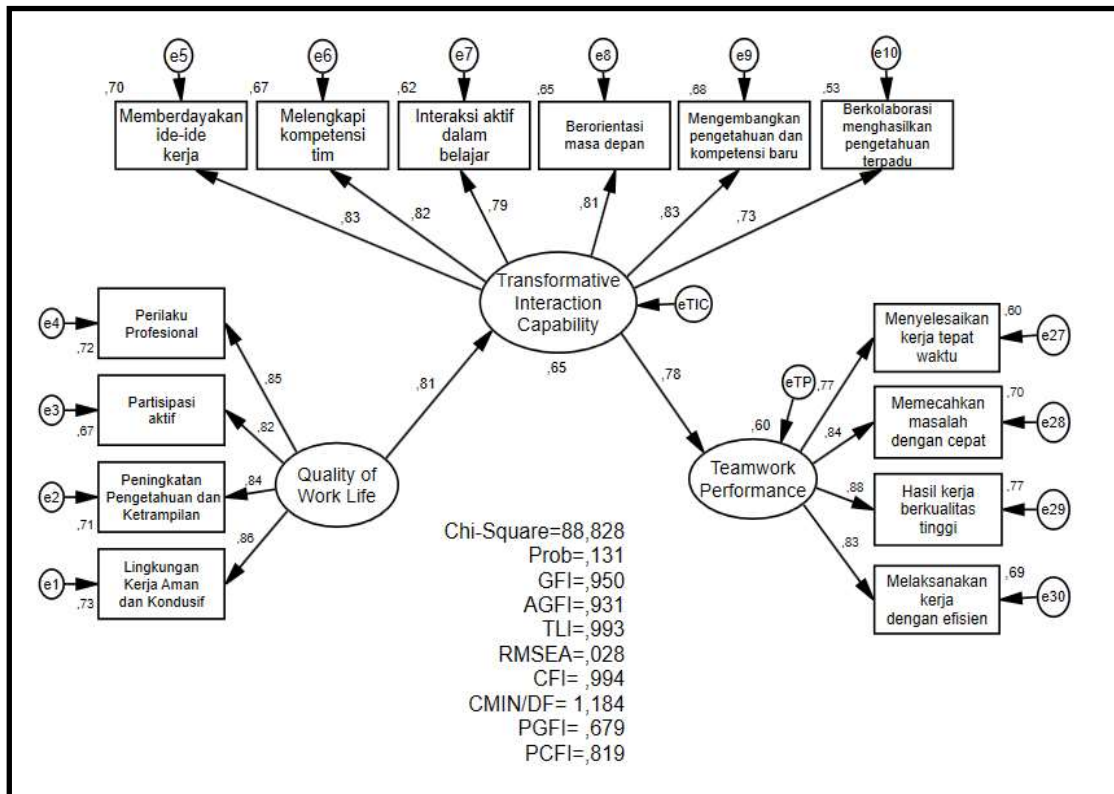 e5
e6
e7
e8
e9
e10
,70
,67
,62
,65
,68
,53
Memberdayakan
ide-ide
kerja
Melengkapi
kompetensi
tim
Interaksi aktif
dalam
belajar
Berorientasi
masa depan
Mengembangkan
pengetahuan dan
kompetensi baru
Berkolaborasi
menghasilkan
pengetahuan
terpadu
,83
,82
,79
,81
,83
,73
Transformative
Interaction
Capability
eTIC
,65
e4
Perilaku
Profesional
,72
e3
Partisipasi
aktif
,67
e2
Peningkatan
Pengetahuan dan
Ketrampilan
,71
e1
Lingkungan
Kerja Aman
dan Kondusif
,73
,85
,82
,84
,86
Quality of
Work Life
,81
,78
eTP
,60
Teamwork
Performance
,77
,84
,88
,83
Menyelesaikan
kerja tepat
waktu
,60
e27
Memecahkan
masalah
dengan cepat
,70
e28
Hasil kerja
berkualitas
tinggi
,77
e29
Melaksanakan
kerja
dengan efisien
,69
e30
Chi-Square=88,828
Prob=,131
GFI=,950
AGFI=,931
TLI=,993
RMSEA=,028
CFI= ,994
CMIN/DF= 1,184
PGFI= ,679
PCFI=,819